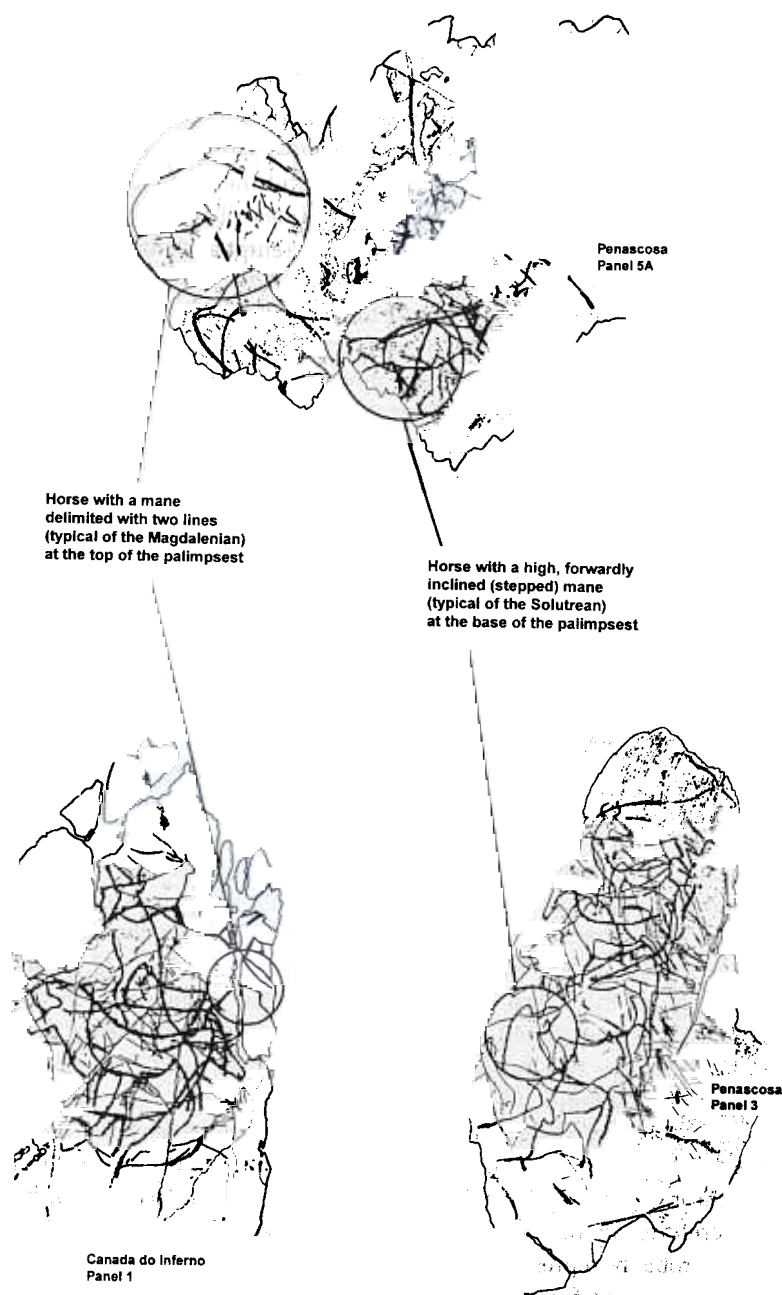 Penascosa
Panel 5A
Horse with a mane
delimited with two lines
(typical of the Magdalenian)
at the top of the palimpsest
Horse with a high, forwardly
inclined (stepped) mane
(typical of the Solutrean)
at the base of the palimpsest
Penascosa
Panel 3
Canada do Inferno
Panel 1